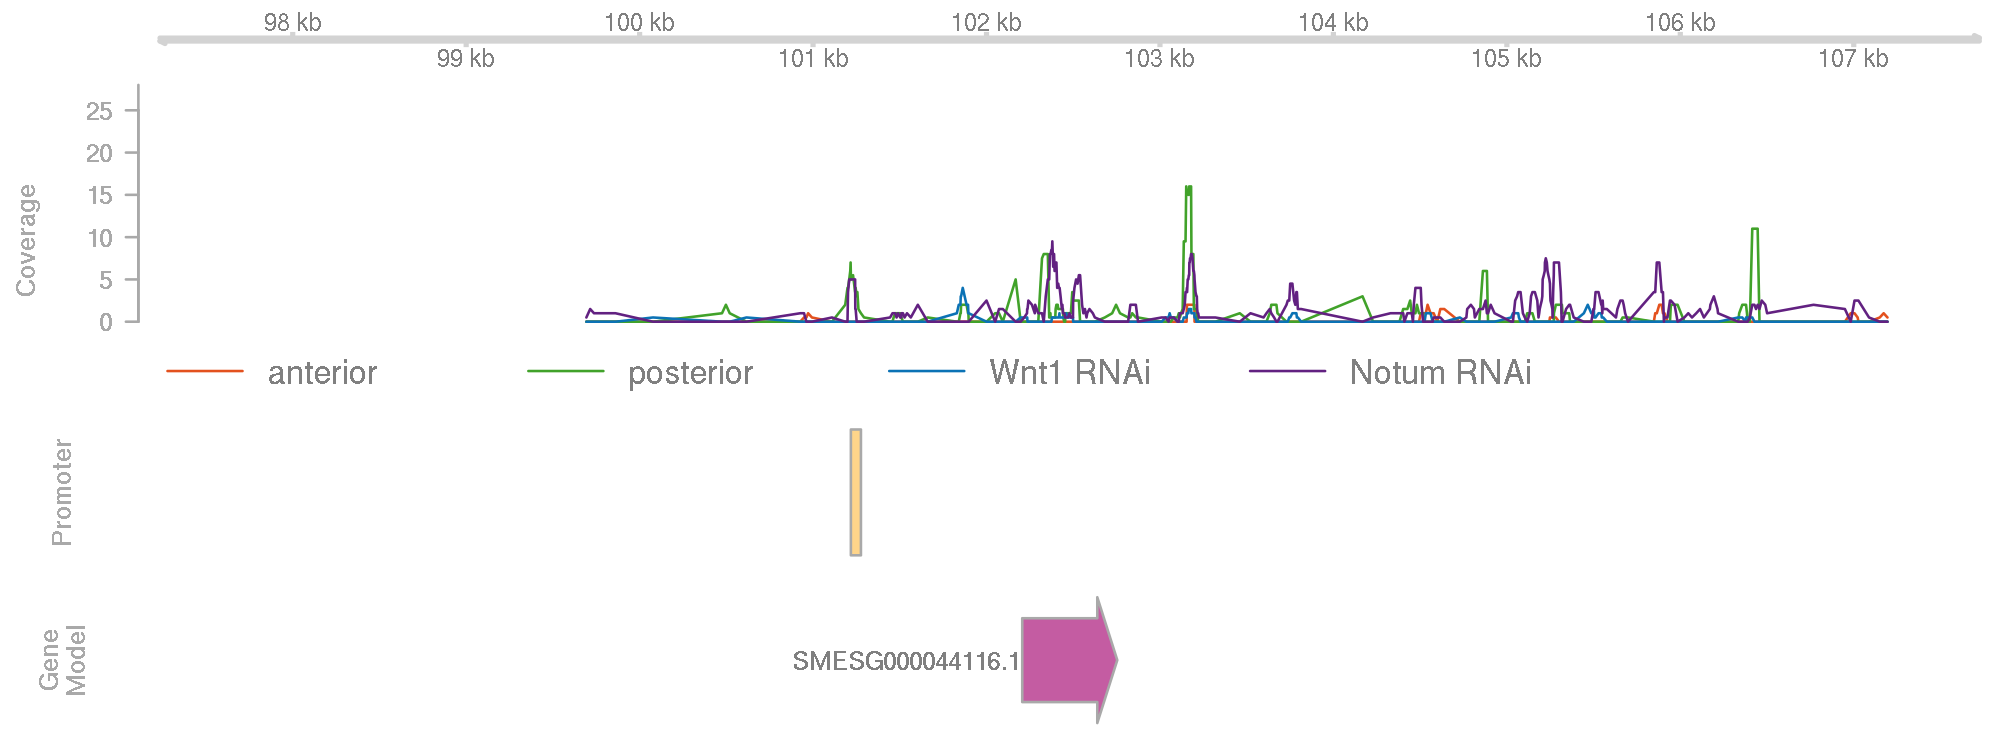 98 kb 100 kb 102 kb 104 kb 106 kb
99 kb 101 kb 103 kb 105 kb 107 kb
Coverage
25
20
15
10
5
0
anterior posterior Wnt1 RNAi Notum RNAi
Promoter
Gene
Model
SMESG000044116.1